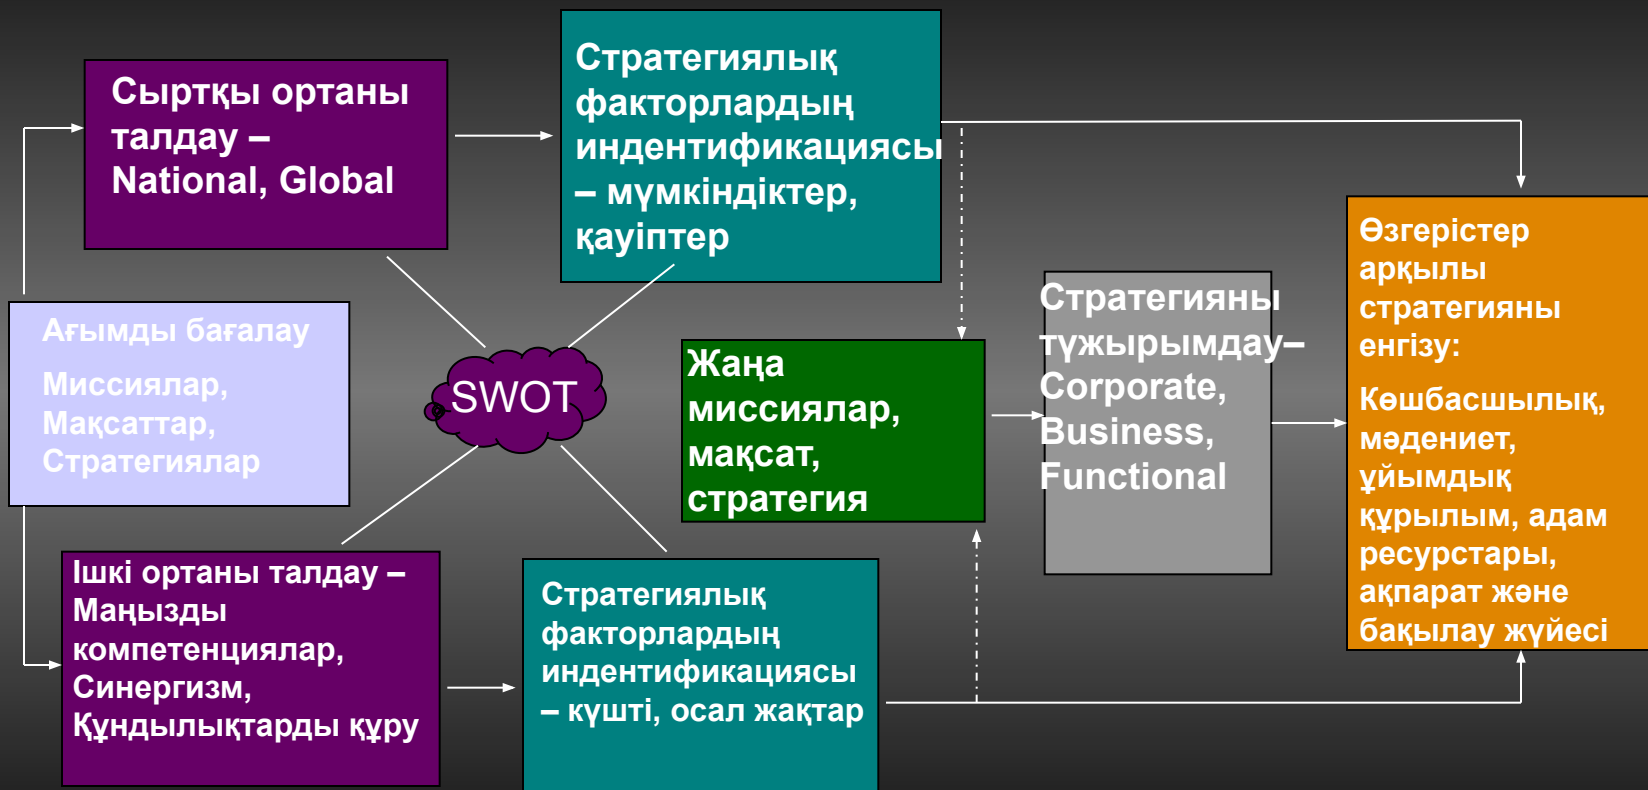 Сыртқы ортаны
талдау –
National, Global
Стратегиялық
факторлардың
индентификациясы
– мүмкіндіктер,
қауіптер
Ағымды бағалау
Миссиялар,
Мақсаттар,
Стратегиялар
SWOT
Жаңа
миссиялар,
мақсат,
стратегия
Стратегияны
түжырымдау–
Corporate,
Business,
Functional
Өзгерістер
арқылы
стратегияны
енгізу:
Көшбасшылық,
мәдениет,
ұйымдық
құрылым, адам
ресурстары,
ақпарат және
бақылау жүйесі
Ішкі ортаны талдау –
Маңызды
компетенциялар,
Синергизм,
Құндылықтарды құру
Стратегиялық
факторлардың
индентификациясы
– күшті, осал жақтар